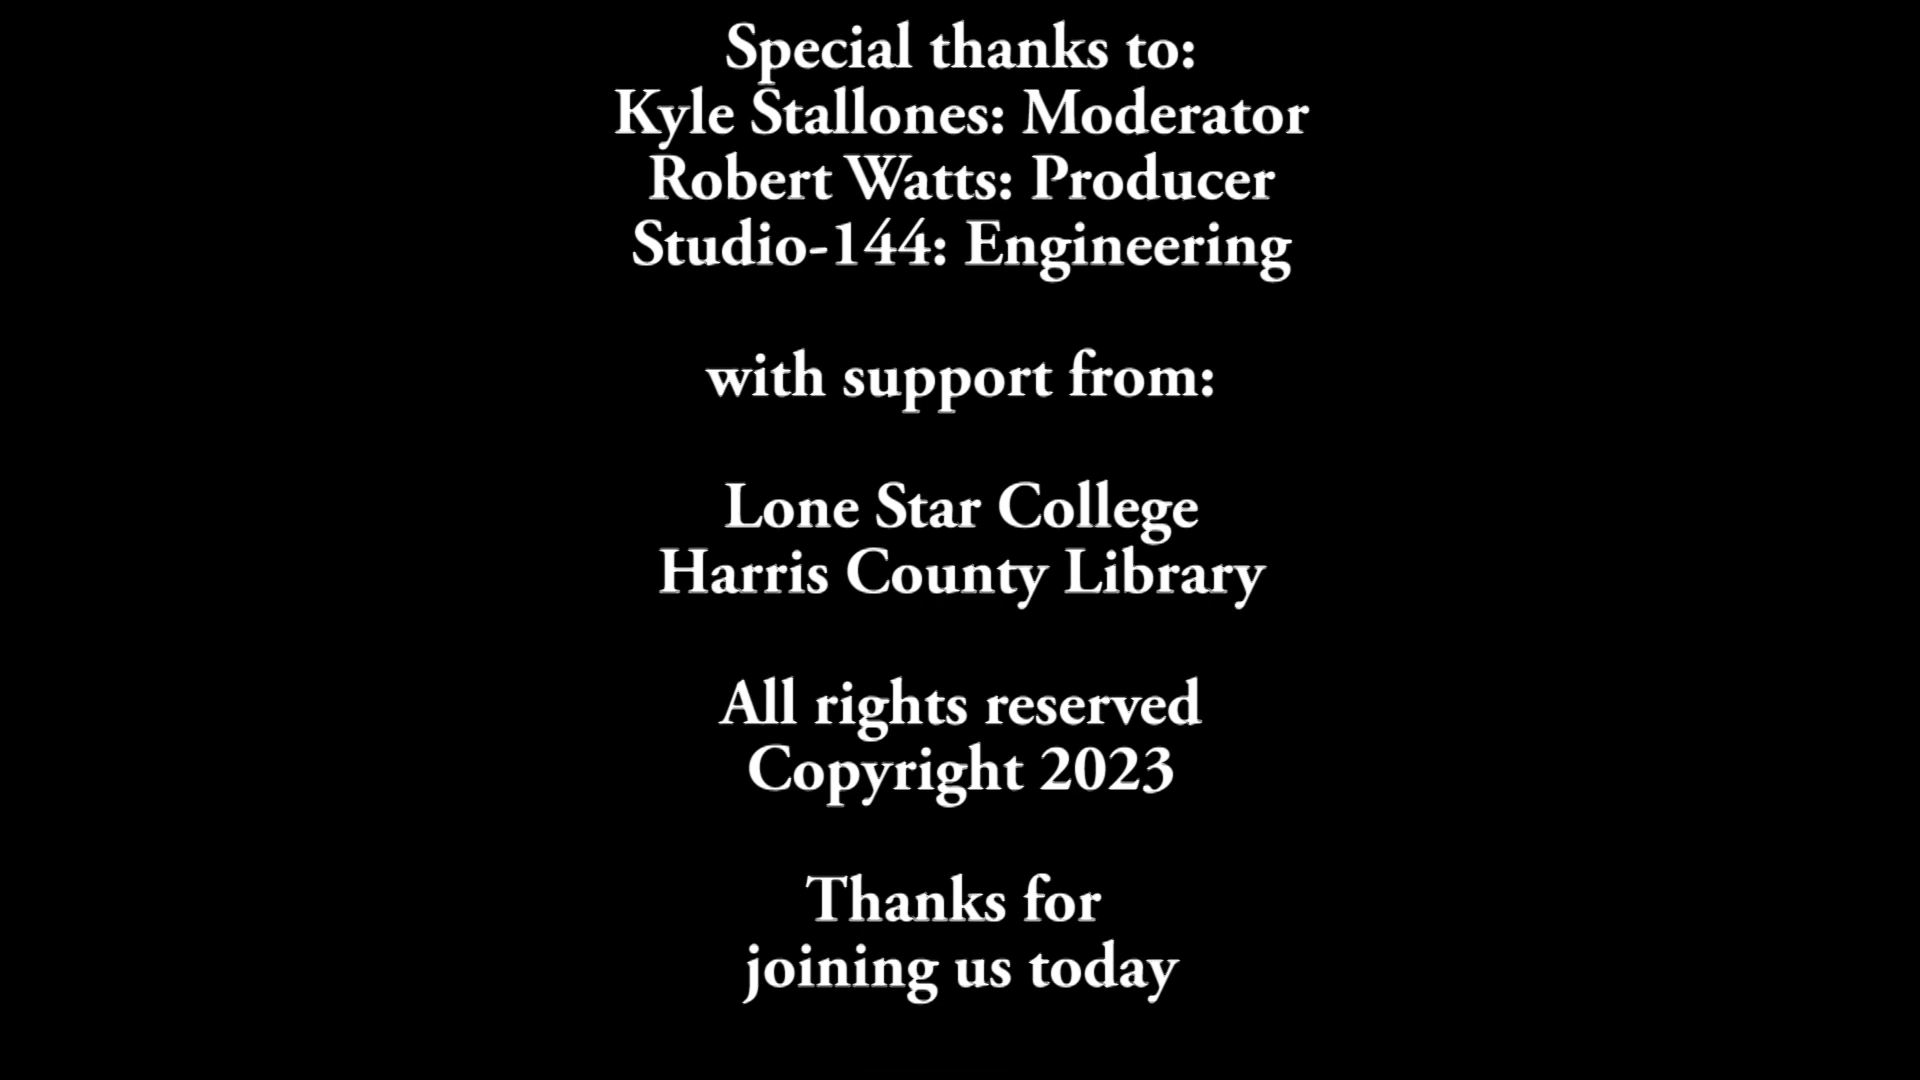 Special thanks to:
Kyle Stallones: Moderator
Robert Watts: Producer
Studio-144: Engineering
with support from:
Lone Star College
Harris County Library
All rights reserved
Copyright 2023
Thanks for
joining us today